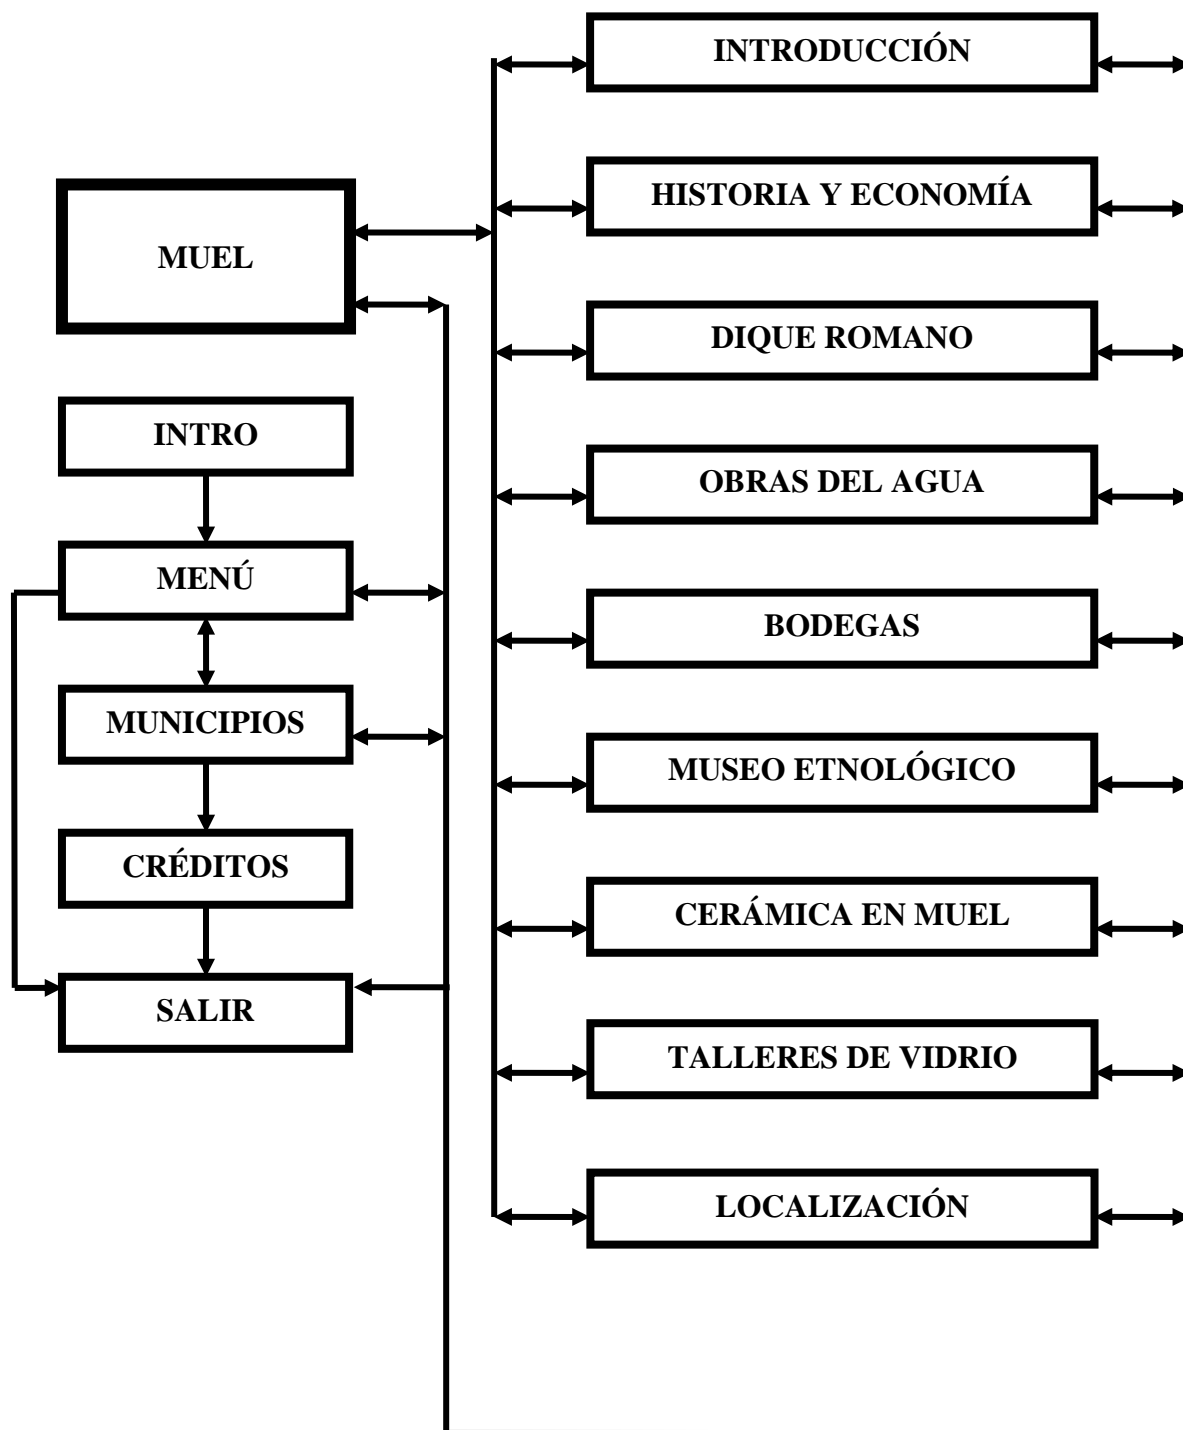 MUEL
INTRO
MENÚ
MUNICIPIOS
CRÉDITOS
SALIR
INTRODUCCIÓN
HISTORIA Y ECONOMÍA
DIQUE ROMANO
OBRAS DEL AGUA
BODEGAS
MUSEO ETNOLÓGICO
CERÁMICA EN MUEL
TALLERES DE VIDRIO
LOCALIZACIÓN